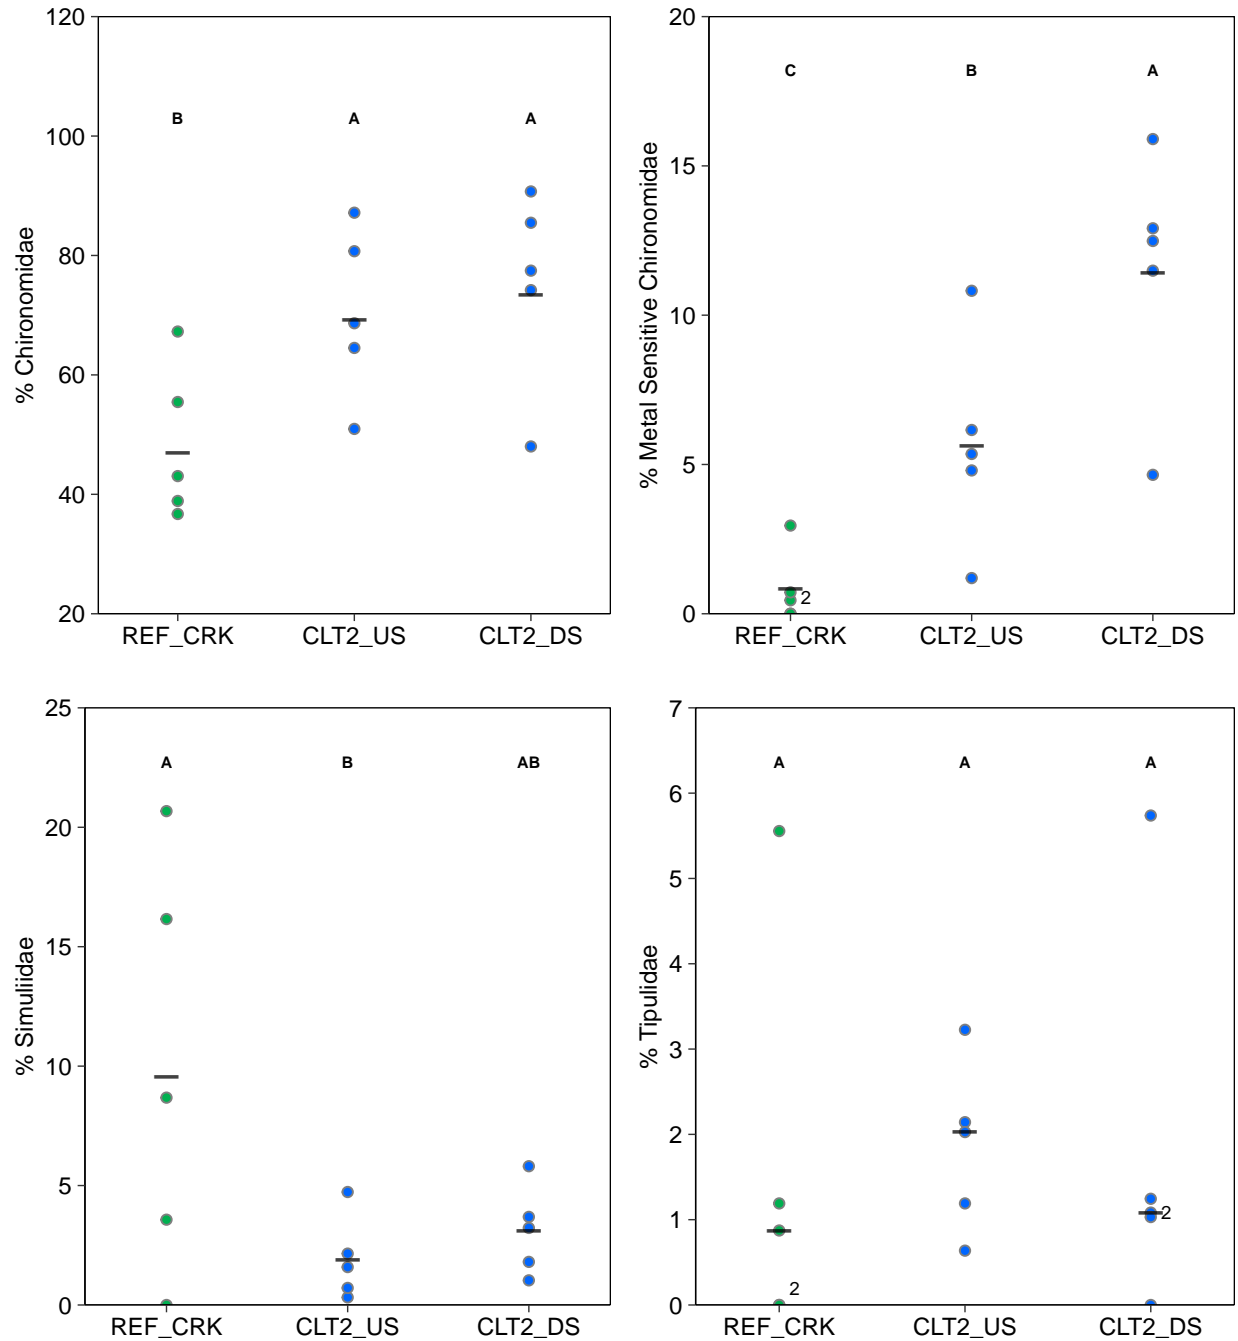 120
100
80
60
40
20
% Chironomidae
B
A
A
REF_CRK
CLT2_US
CLT2_DS
20
15
10
5
0
% Metal Sensitive Chironomidae
C
B
A
2
REF_CRK
CLT2_US
CLT2_DS
25
20
15
10
5
0
% Simuliidae
A
B
AB
REF_CRK
CLT2_US
CLT2_DS
7
6
5
4
3
2
1
0
% Tipulidae
A
A
A
2
2
REF_CRK
CLT2_US
CLT2_DS